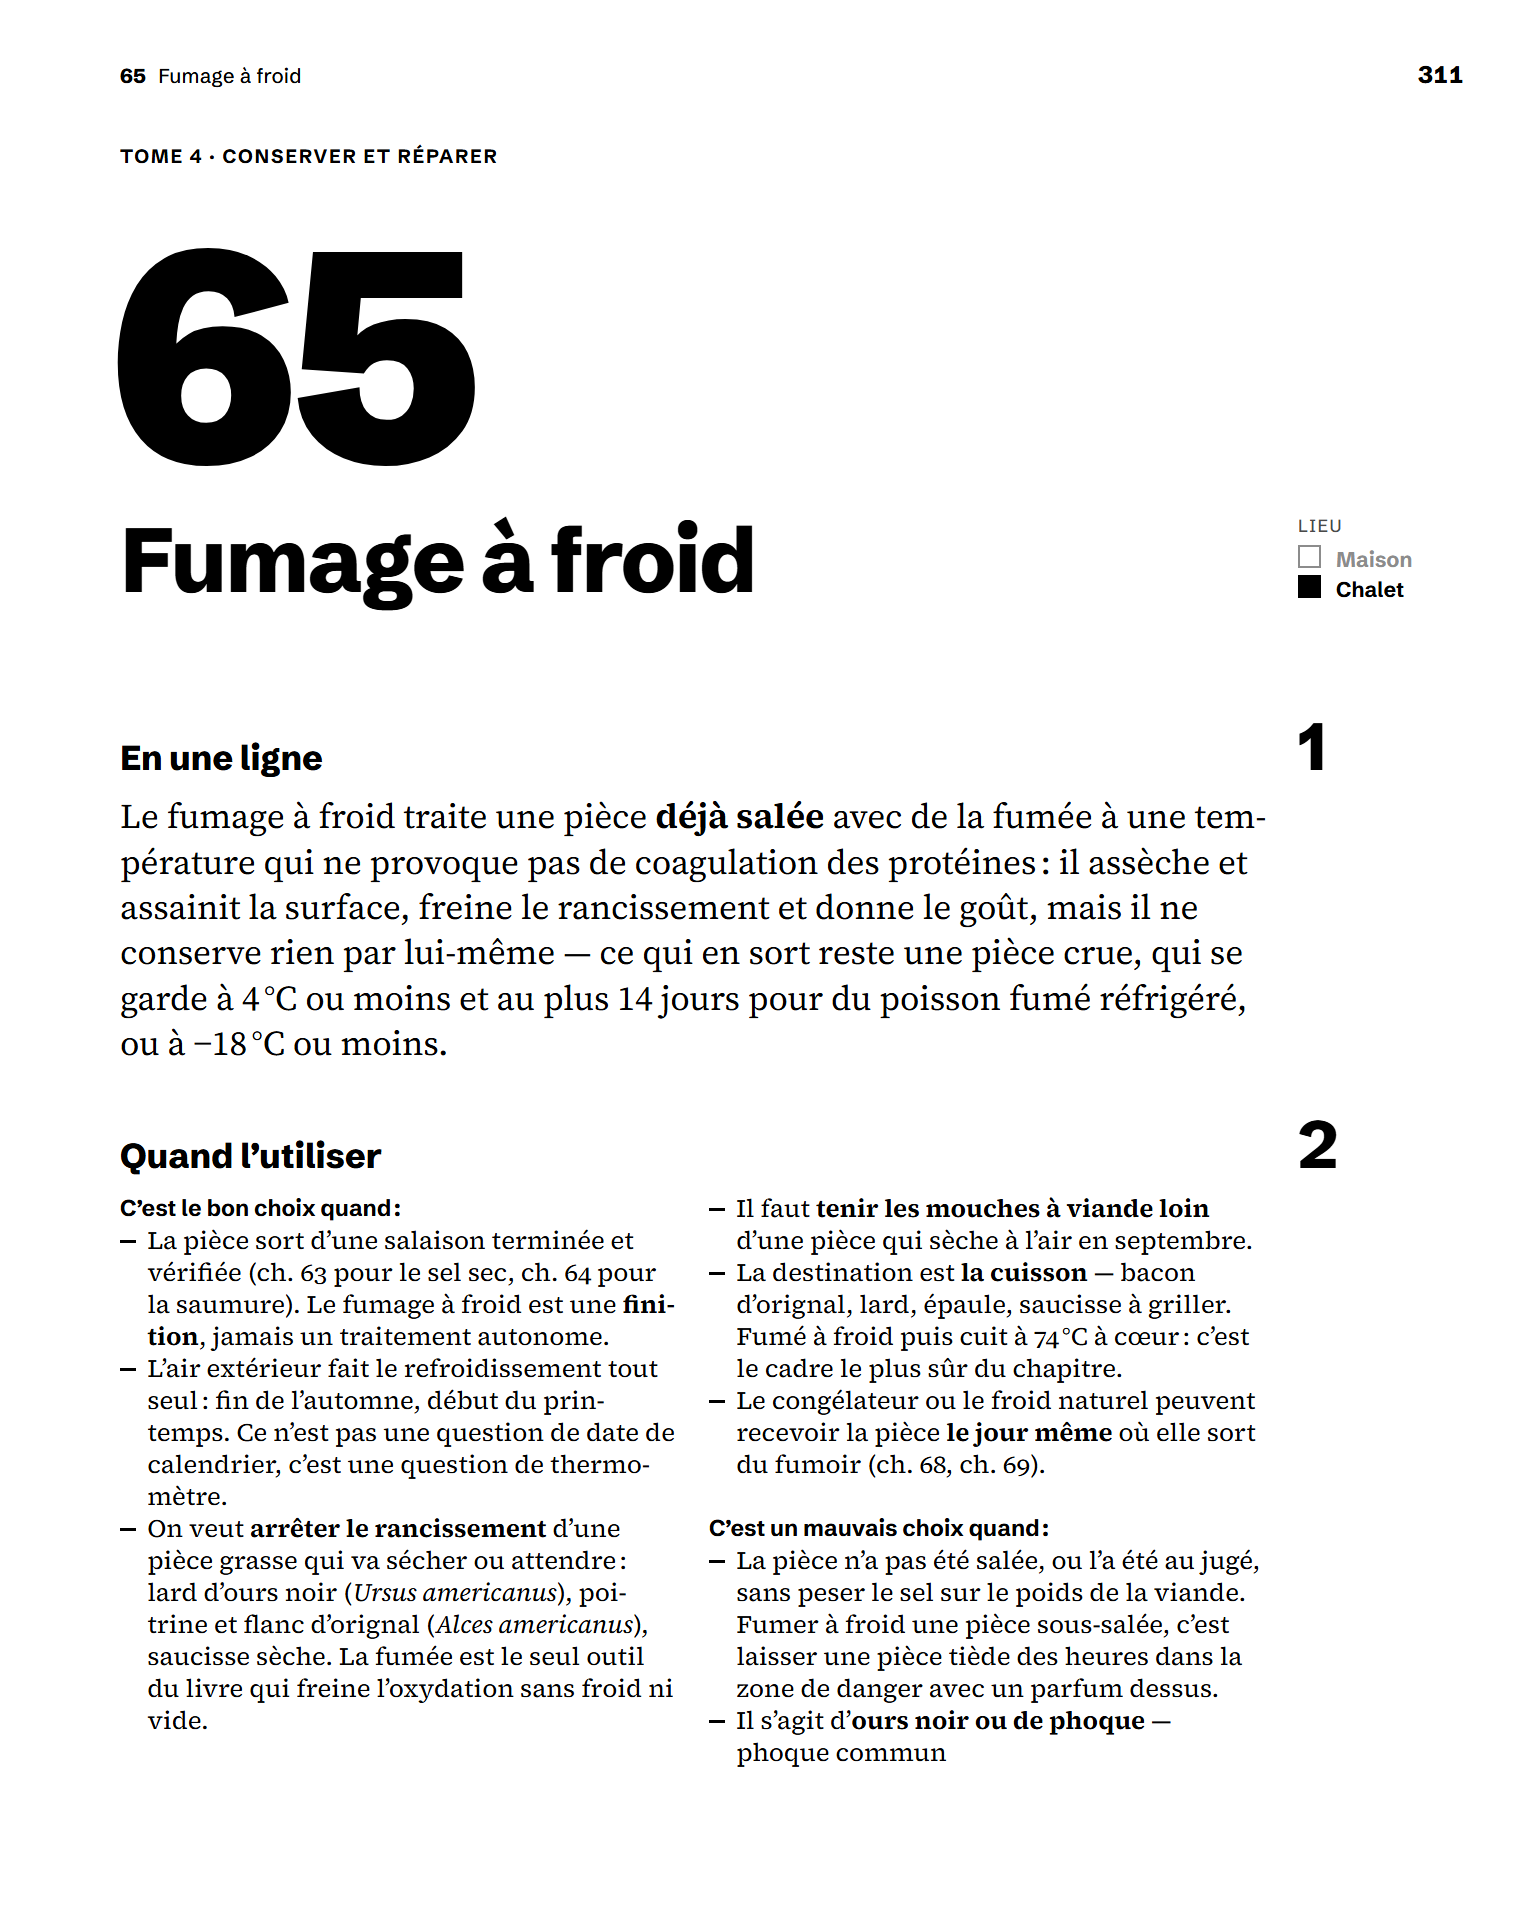 65 Fumage à froid
311
TOME 4 · CONSERVER ET RÉPARER
65
Fumage à froid
LIEU
Maison
Chalet
En une ligne
1
Le fumage à froid traite une pièce déjà salée avec de la fumée à une tem-
pérature qui ne provoque pas de coagulation des protéines : il assèche et
assainit la surface, freine le rancissement et donne le goût, mais il ne
conserve rien par lui-même — ce qui en sort reste une pièce crue, qui se
garde à 4 °C ou moins et au plus 14 jours pour du poisson fumé réfrigéré,
ou à −18 °C ou moins.
Quand l’utiliser
2
C’est le bon choix quand :
— La pièce sort d’une salaison terminée et
vérifiée (ch. 63 pour le sel sec, ch. 64 pour
la saumure). Le fumage à froid est une fini-
tion, jamais un traitement autonome.
— L’air extérieur fait le refroidissement tout
seul : fin de l’automne, début du prin-
temps. Ce n’est pas une question de date de
calendrier, c’est une question de thermo-
mètre.
— On veut arrêter le rancissement d’une
pièce grasse qui va sécher ou attendre :
lard d’ours noir (Ursus americanus), poi-
trine et flanc d’orignal (Alces americanus),
saucisse sèche. La fumée est le seul outil
du livre qui freine l’oxydation sans froid ni
vide.
— Il faut tenir les mouches à viande loin
d’une pièce qui sèche à l’air en septembre.
— La destination est la cuisson — bacon
d’orignal, lard, épaule, saucisse à griller.
Fumé à froid puis cuit à 74 °C à cœur : c’est
le cadre le plus sûr du chapitre.
— Le congélateur ou le froid naturel peuvent
recevoir la pièce le jour même où elle sort
du fumoir (ch. 68, ch. 69).
C’est un mauvais choix quand :
— La pièce n’a pas été salée, ou l’a été au jugé,
sans peser le sel sur le poids de la viande.
Fumer à froid une pièce sous-salée, c’est
laisser une pièce tiède des heures dans la
zone de danger avec un parfum dessus.
— Il s’agit d’ours noir ou de phoque —
phoque commun